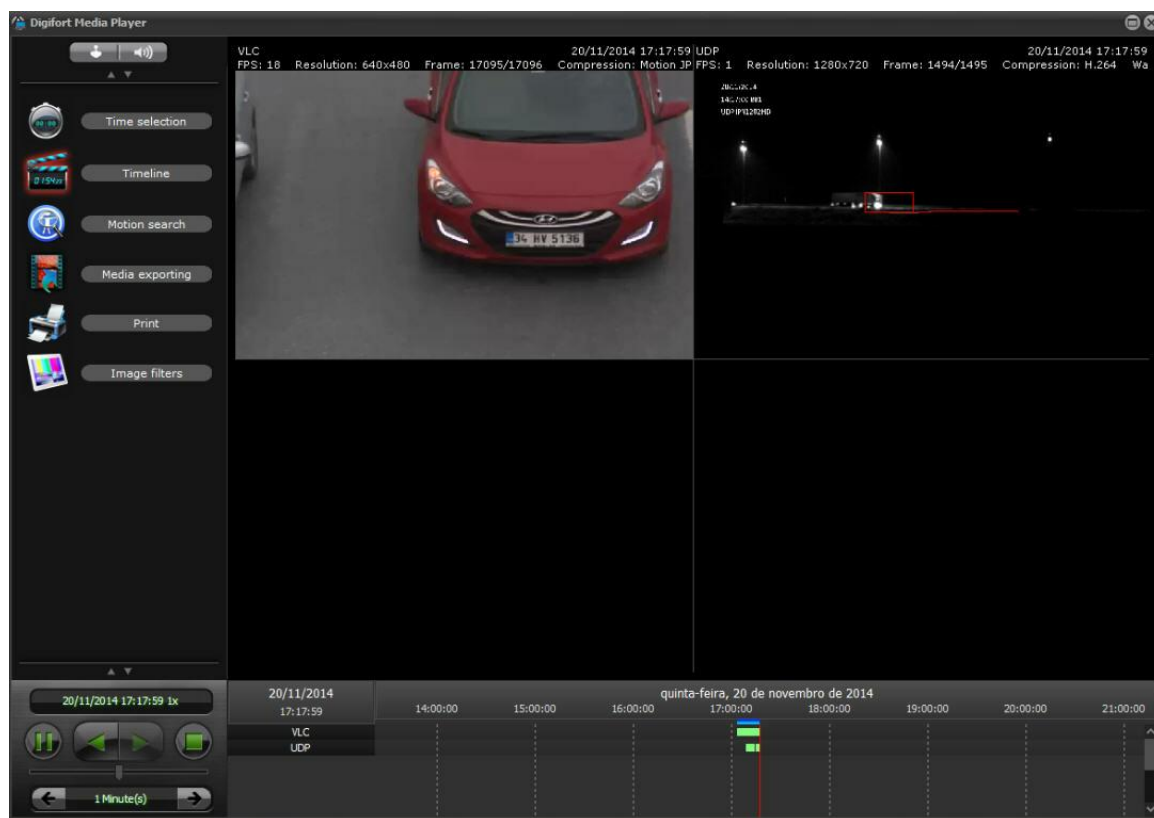 Digifort Media Player
VLC 20/11/2014 17:17:59
FPS: 18 Resolution: 640x480 Frame: 17095/17096 Compression: Motion JP
UDP 20/11/2014 17:17:59
FPS: 1 Resolution: 1280x720 Frame: 1494/1495 Compression: H.264 Wa
Time selection
Timeline
Motion search
Media exporting
Print
Image filters
34 HV 5136
20/11/2014 17:17:59 1x
1 Minute(s)
20/11/2014
17:17:59
quinta-feira, 20 de novembro de 2014
14:00:00 15:00:00 16:00:00 17:00:00 18:00:00 19:00:00 20:00:00 21:00:00
VLC
UDP